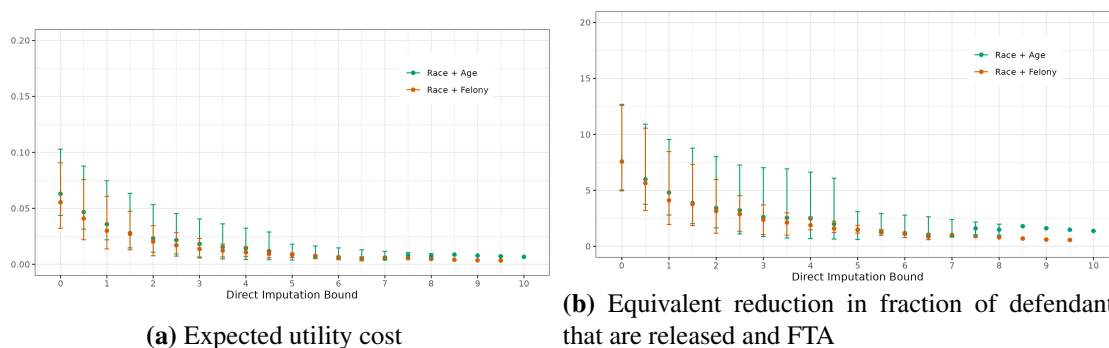 0.20
0.15
0.10
0.05
0.00
Race + Age
Race + Felony
0 1 2 3 4 5 6 7 8 9 10
Direct Imputation Bound
(a) Expected utility cost
20
15
10
5
0
Race + Age
Race + Felony
0 1 2 3 4 5 6 7 8 9 10
Direct Imputation Bound
(b) Equivalent reduction in fraction of defendant
that are released and FTA